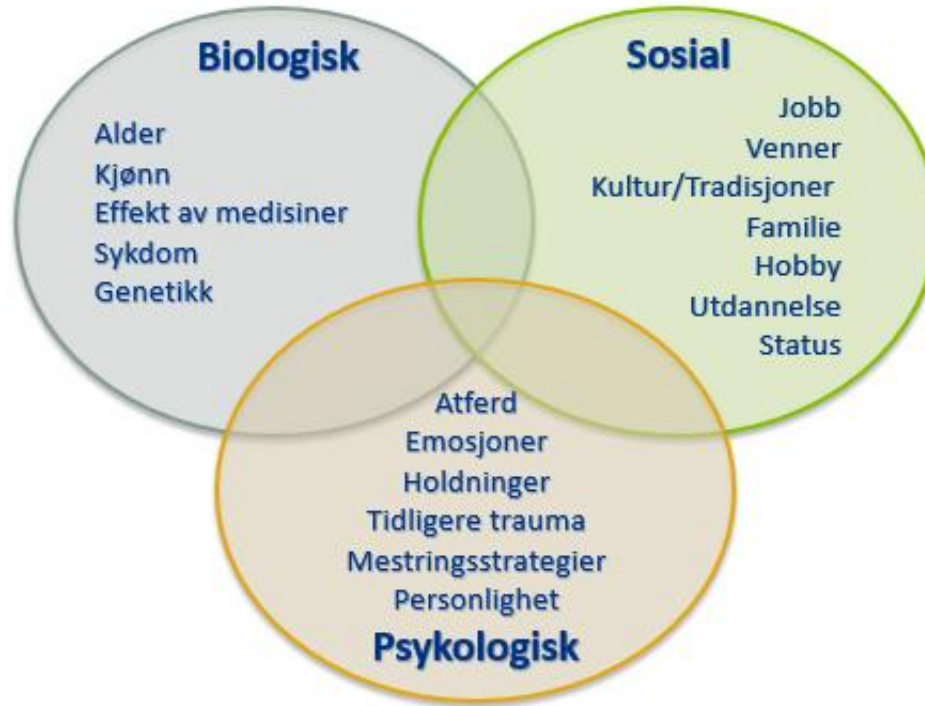 Biologisk
Alder
Kjønn
Effekt av medisiner
Sykdom
Genetikk
Sosial
Jobb
Venner
Kultur/Tradisjoner
Familie
Hobby
Utdannelse
Status
Atferd
Emosjoner
Holdninger
Tidligere trauma
Mestringsstrategier
Personlighet
Psykologisk